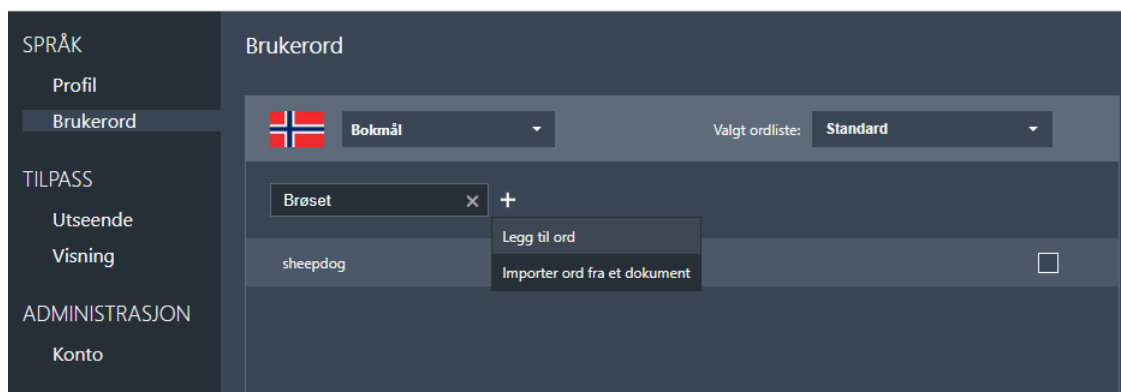 SPRÅK
Profil
Brukerord
TILPASS
Utseende
Visning
ADMINISTRASJON
Konto
Brukerord
Bokmål
Valgt ordliste: Standard
Brøset
Legg til ord
Importer ord fra et dokument
sheepdog